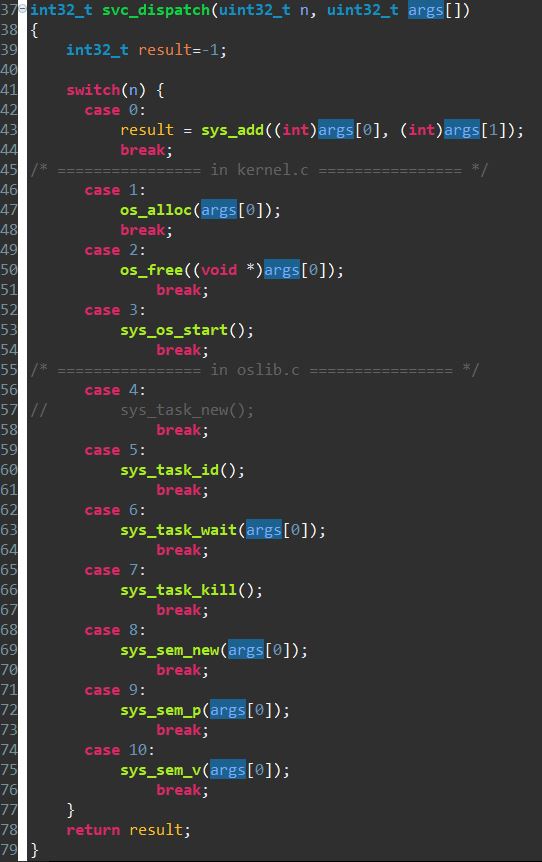 37 int32_t svc_dispatch(uint32_t n, uint32_t args[])
38 {
39     int32_t result=-1;
40
41     switch(n) {
42       case 0:
43           result = sys_add((int)args[0], (int)args[1]);
44           break;
45 /* ================ in kernel.c ================ */
46       case 1:
47           os_alloc(args[0]);
48           break;
49       case 2:
50           os_free((void *)args[0]);
51               break;
52       case 3:
53           sys_os_start();
54               break;
55 /* ================ in oslib.c ================ */
56       case 4:
57 //        sys_task_new();
58               break;
59       case 5:
60           sys_task_id();
61               break;
62       case 6:
63           sys_task_wait(args[0]);
64               break;
65       case 7:
66           sys_task_kill();
67               break;
68       case 8:
69           sys_sem_new(args[0]);
70               break;
71       case 9:
72           sys_sem_p(args[0]);
73               break;
74       case 10:
75           sys_sem_v(args[0]);
76               break;
77     }
78     return result;
79 }